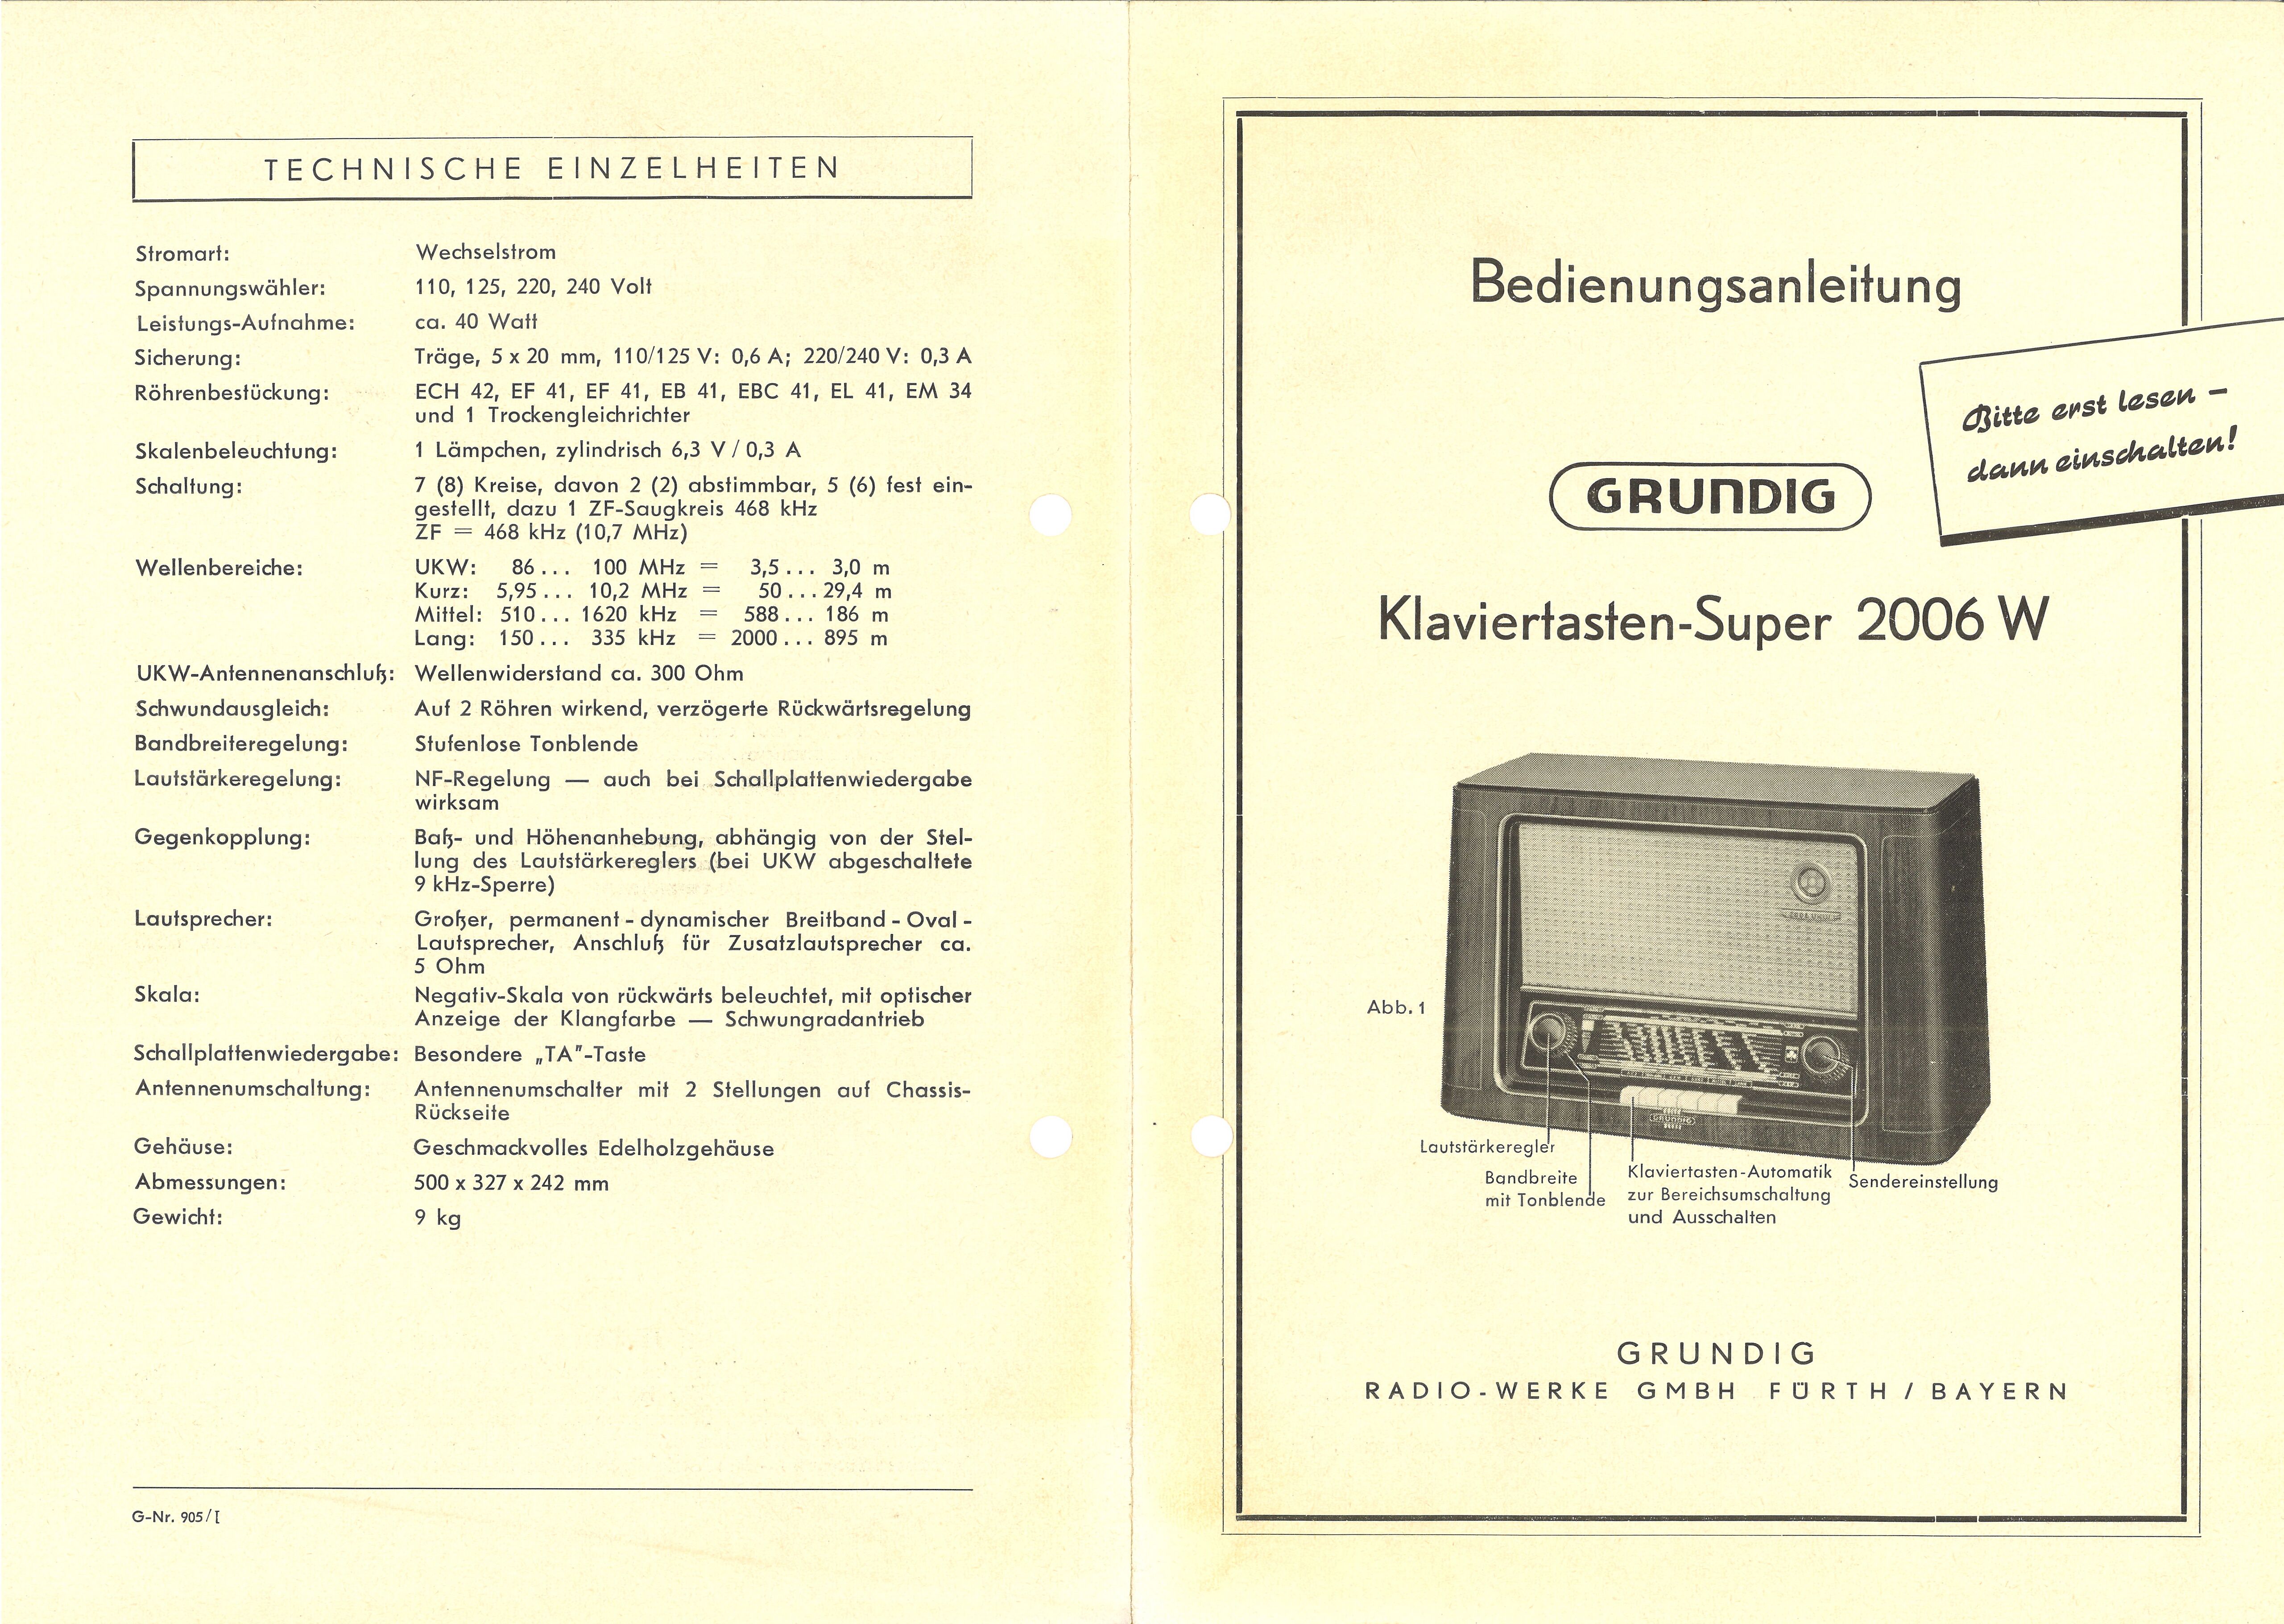 TECHNISCHE EINZELHEITEN
Stromart: Wechselstrom
Spannungswähler: 110, 125, 220, 240 Volt
Leistungs-Aufnahme: ca. 40 Watt
Sicherung: Träge, 5 x 20 mm, 110/125 V: 0,6 A; 220/240 V: 0,3 A
Röhrenbestückung: ECH 42, EF 41, EF 41, EB 41, EBC 41, EL 41, EM 34
und 1 Trockengleichrichter
Skalenbeleuchtung: 1 Lämpchen, zylindrisch 6,3 V / 0,3 A
Schaltung: 7 (8) Kreise, davon 2 (2) abstimmbar, 5 (6) fest ein-
gestellt, dazu 1 ZF-Saugkreis 468 kHz
ZF = 468 kHz (10,7 MHz)
Wellenbereiche: UKW: 86... 100 MHz = 3,5... 3,0 m
Kurz: 5,95... 10,2 MHz = 50...29,4 m
Mittel: 510... 1620 kHz = 588... 186 m
Lang: 150... 335 kHz = 2000... 895 m
UKW-Antennenanschluß: Wellenwiderstand ca. 300 Ohm
Schwundausgleich: Auf 2 Röhren wirkend, verzögerte Rückwärtsregelung
Bandbreiteregelung: Stufenlose Tonblende
Lautstärkeregelung: NF-Regelung — auch bei Schallplattenwiedergabe
wirksam
Gegenkopplung: Baß- und Höhenanhebung, abhängig von der Stel-
lung des Lautstärkereglers (bei UKW abgeschaltete
9 kHz-Sperre)
Lautsprecher: Großer, permanent-dynamischer Breitband-Oval-
Lautsprecher, Anschluß für Zusatzlautsprecher ca.
5 Ohm
Skala: Negativ-Skala von rückwärts beleuchtet, mit optischer
Anzeige der Klangfarbe — Schwungradantrieb
Schallplattenwiedergabe: Besondere „TA"-Taste
Antennenumschaltung: Antennenumschalter mit 2 Stellungen auf Chassis-
Rückseite
Gehäuse: Geschmackvolles Edelholzgehäuse
Abmessungen: 500 x 327 x 242 mm
Gewicht: 9 kg
G-Nr. 905/I
Bedienungsanleitung
Bitte erst lesen —
dann einschalten!
GRUNDIG
Klaviertasten-Super 2006 W
Abb. 1
GRUNDIG
Lautstärkeregler
Bandbreite
mit Tonblende
Klaviertasten-Automatik
zur Bereichsumschaltung
und Ausschalten
Sendereinstellung
GRUNDIG
RADIO-WERKE GMBH FÜRTH / BAYERN